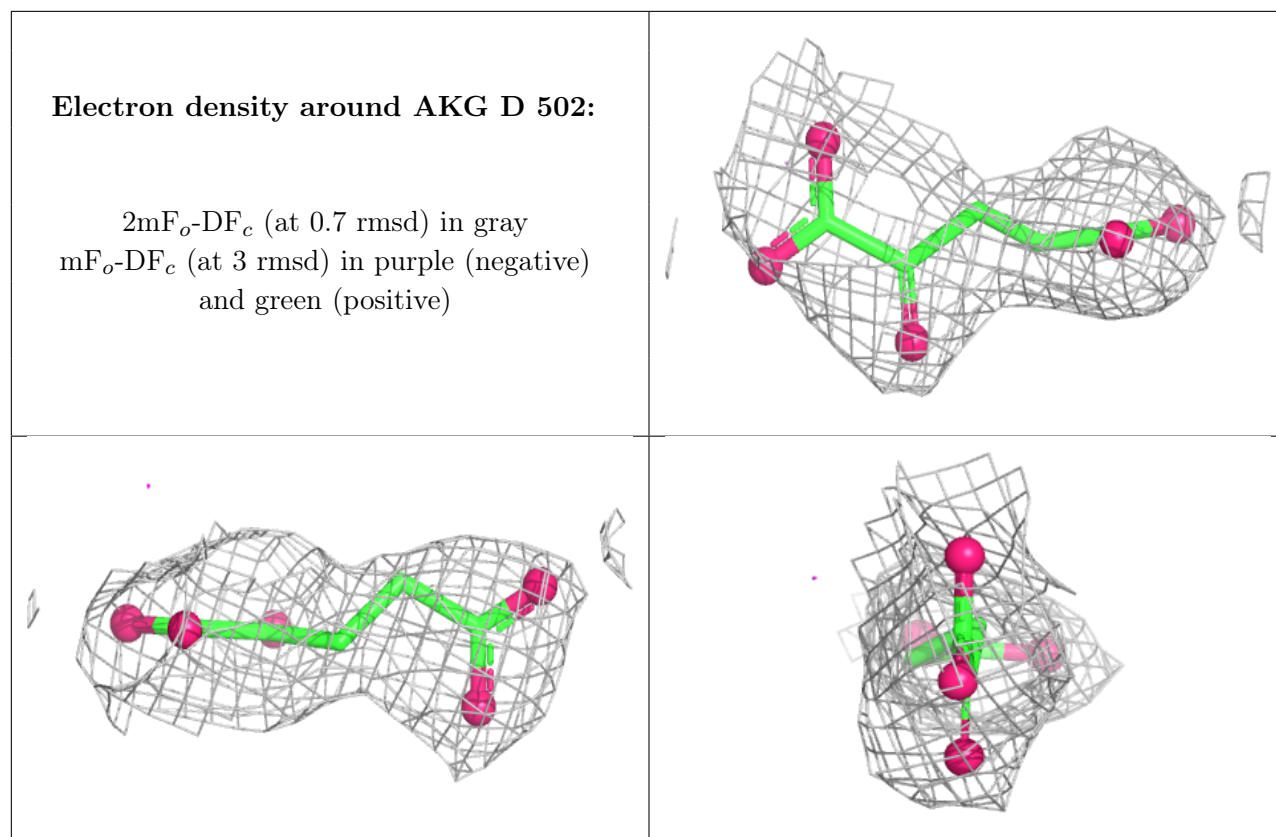 Electron density around AKG D 502:
2mFₒ-DF𝒸 (at 0.7 rmsd) in gray
mFₒ-DF𝒸 (at 3 rmsd) in purple (negative)
and green (positive)